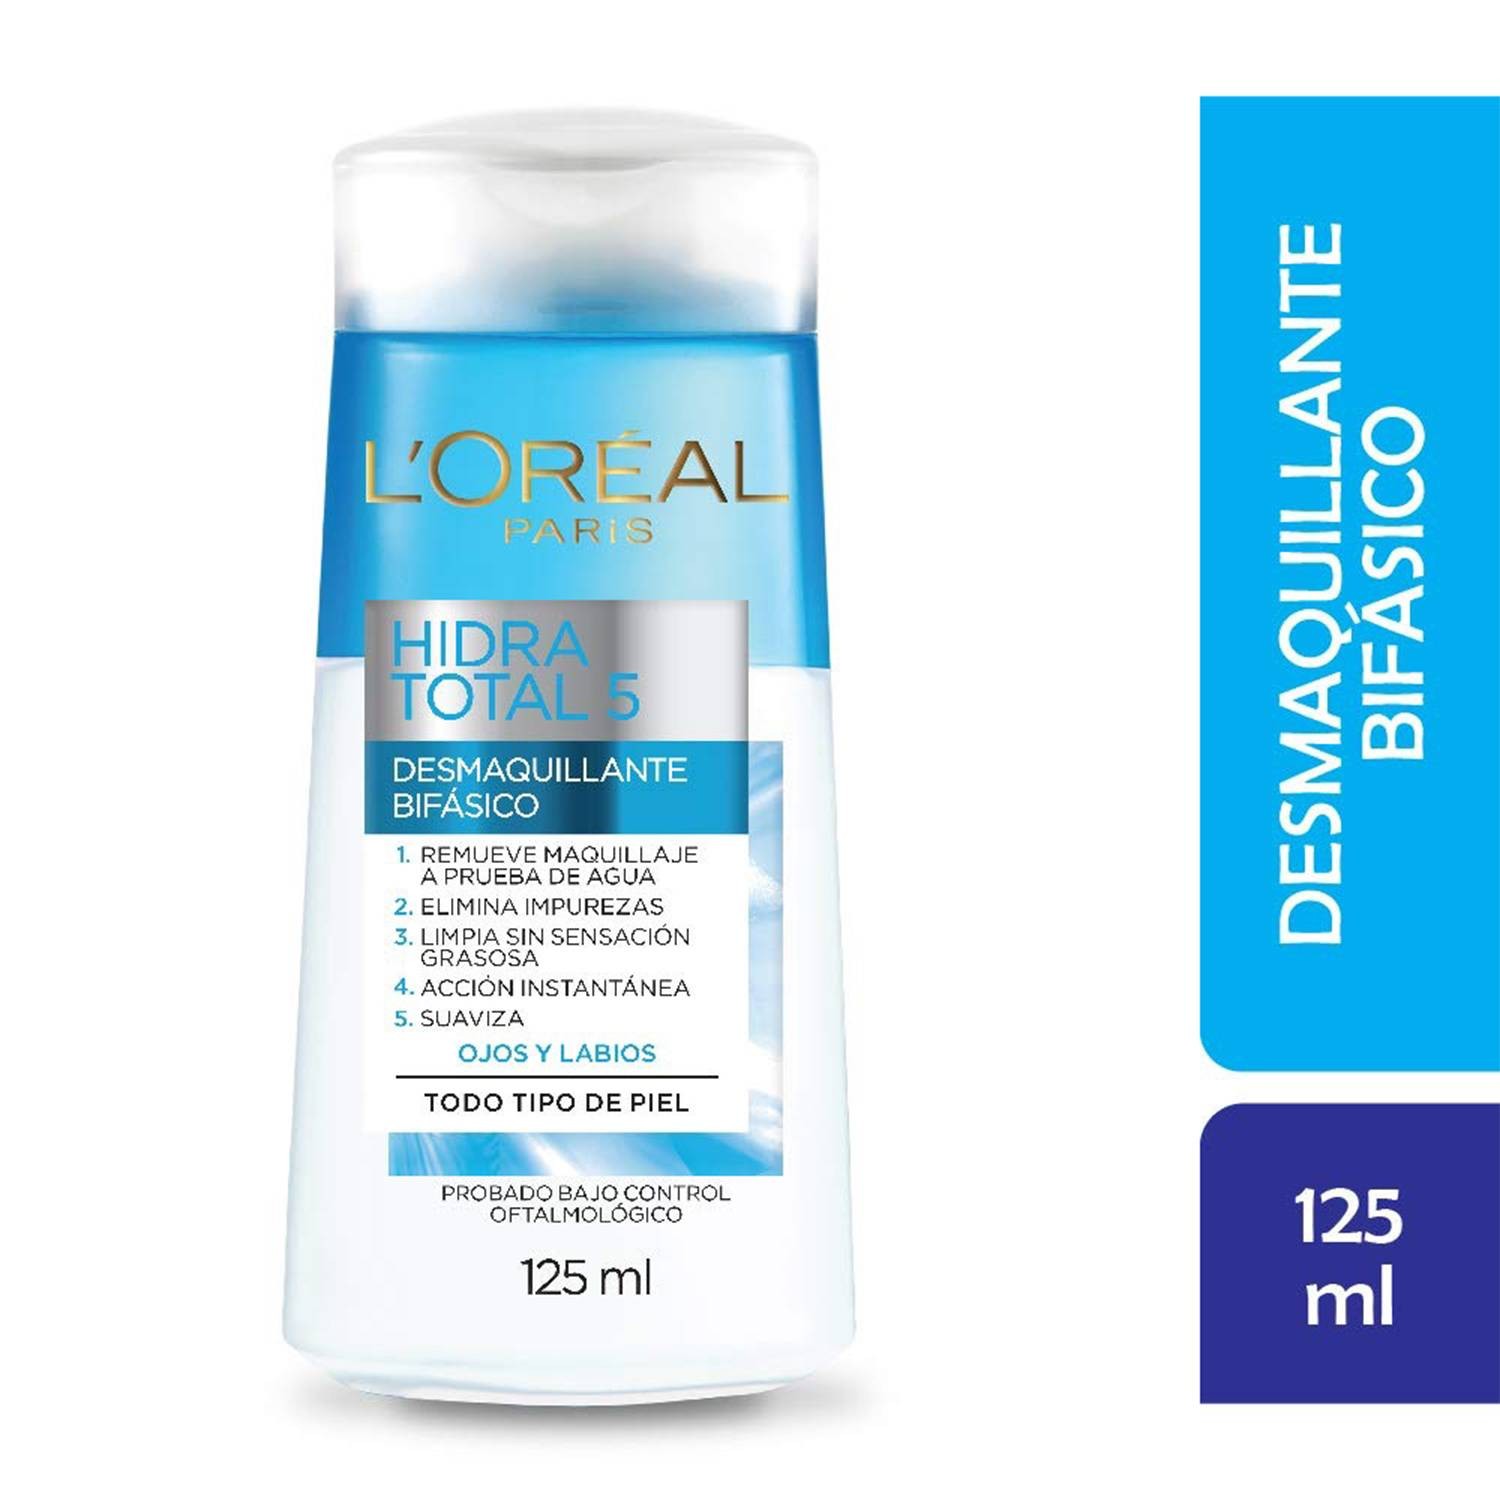 L'ORÉAL
PARiS
HIDRA
TOTAL 5
DESMAQUILLANTE
BIFÁSICO
1. REMUEVE MAQUILLAJE
A PRUEBA DE AGUA
2. ELIMINA IMPUREZAS
3. LIMPIA SIN SENSACIÓN
GRASOSA
4. ACCIÓN INSTANTÁNEA
5. SUAVIZA
OJOS Y LABIOS
TODO TIPO DE PIEL
PROBADO BAJO CONTROL
OFTALMOLÓGICO
125 ml
DESMAQUILLANTE
BIFÁSICO
125
ml